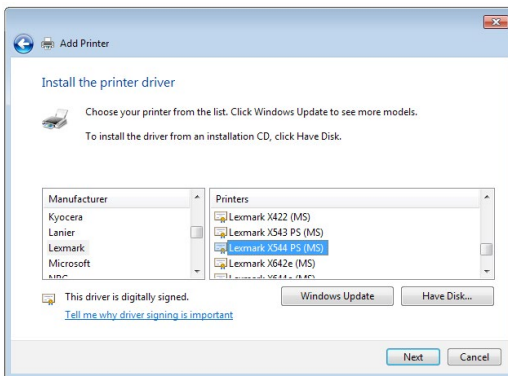 Add Printer
Install the printer driver
Choose your printer from the list. Click Windows Update to see more models.
To install the driver from an installation CD, click Have Disk.
Manufacturer
Kyocera
Lanier
Lexmark
Microsoft
Printers
Lexmark X422 (MS)
Lexmark X543 PS (MS)
Lexmark X544 PS (MS)
Lexmark X642e (MS)
This driver is digitally signed.
Tell me why driver signing is important
Windows Update
Have Disk...
Next
Cancel